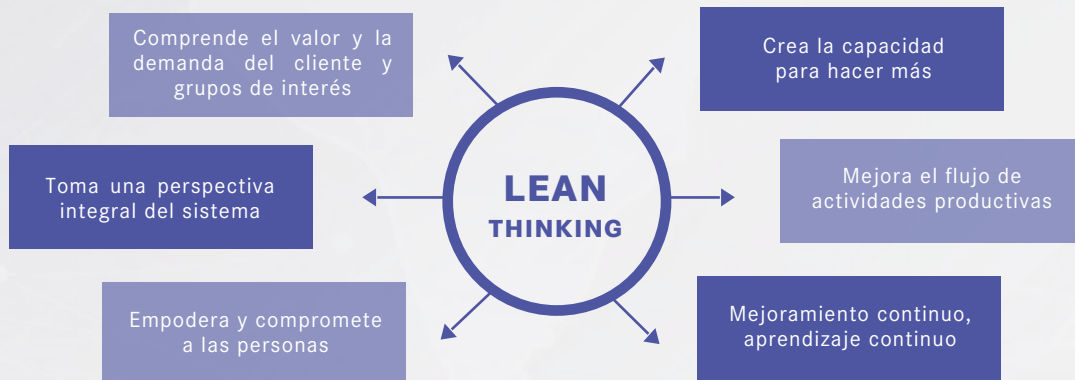 Comprende el valor y la
demanda del cliente y
grupos de interés
Crea la capacidad
para hacer más
Toma una perspectiva
integral del sistema
LEAN
THINKING
Mejora el flujo de
actividades productivas
Empodera y compromete
a las personas
Mejoramiento continuo,
aprendizaje continuo